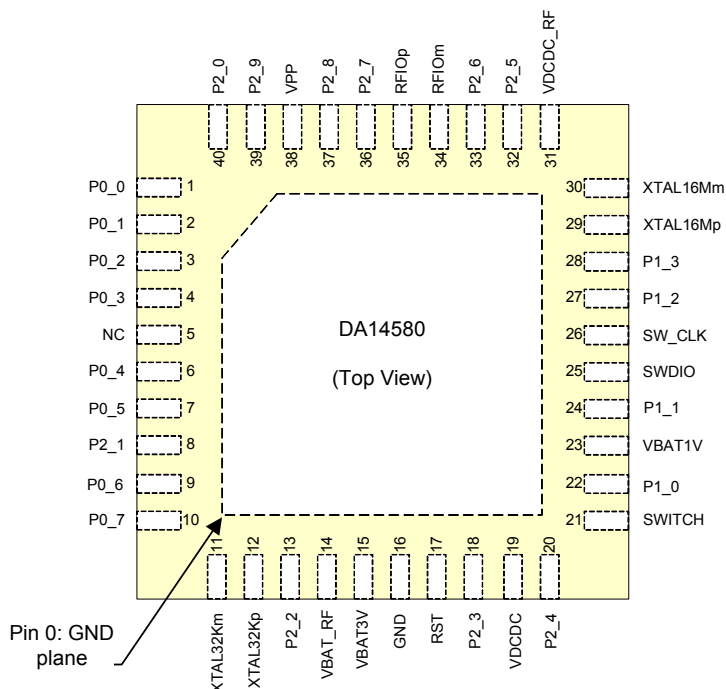 P2_0
P2_9
VPP
P2_8
P2_7
RFIOp
RFIOm
P2_6
P2_5
VDCDC_RF
40
39
38
37
36
35
34
33
32
31
P0_0 1
P0_1 2
P0_2 3
P0_3 4
NC 5
P0_4 6
P0_5 7
P2_1 8
P0_6 9
P0_7 10
DA14580
(Top View)
30 XTAL16Mm
29 XTAL16Mp
28 P1_3
27 P1_2
26 SW_CLK
25 SWDIO
24 P1_1
23 VBAT1V
22 P1_0
21 SWITCH
11
12
13
14
15
16
17
18
19
20
XTAL32Km
XTAL32Kp
P2_2
VBAT_RF
VBAT3V
GND
RST
P2_3
VDCDC
P2_4
Pin 0: GND
plane